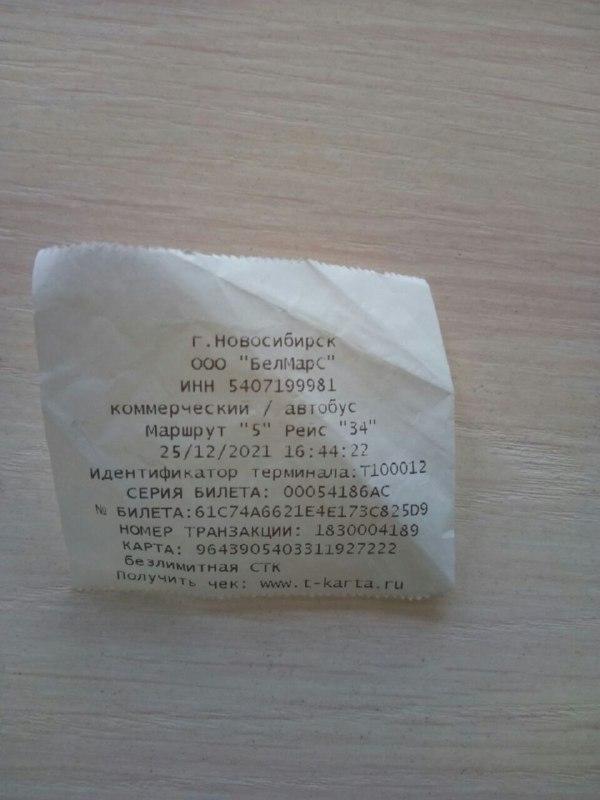 г.Новосибирск
ООО "БелМарС"
ИНН 5407199981
коммерческий / автобус
Маршрут "5" Рейс "34"
25/12/2021 16:44:22
Идентификатор терминала:T100012
СЕРИЯ БИЛЕТА: 00054186AC
№ БИЛЕТА:61C74A6621E4E173C825D9
НОМЕР ТРАНЗАКЦИИ: 1830004189
КАРТА: 9643905403311927222
безлимитная СТК
Получить чек: www.t-karta.ru